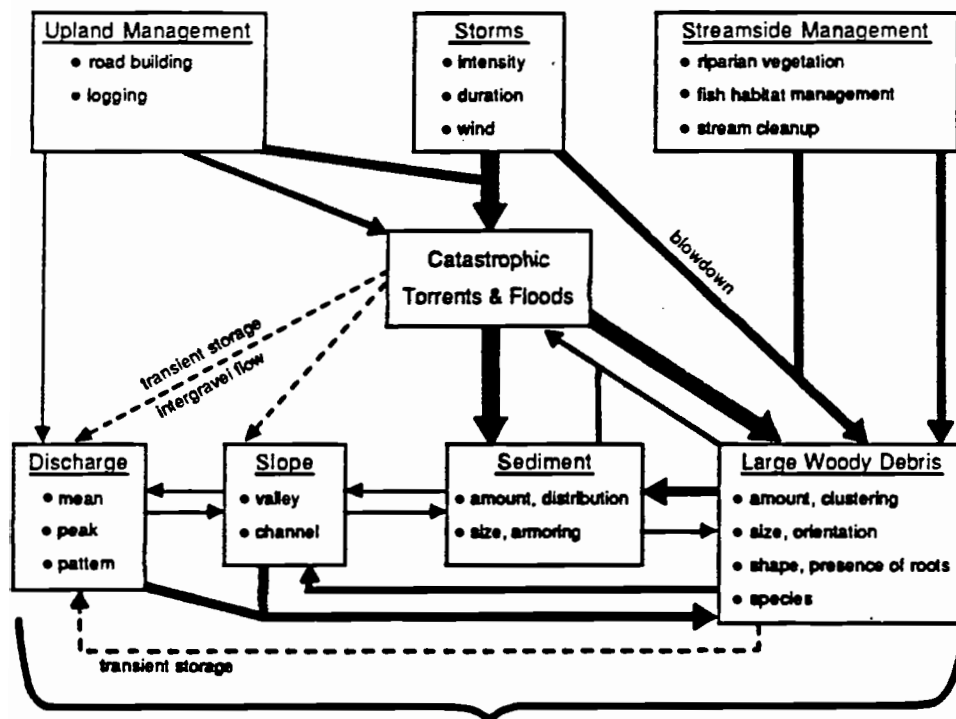 Upland Management
• road building
• logging
Storms
• intensity
• duration
• wind
Streamside Management
• riparian vegetation
• fish habitat management
• stream cleanup
Catastrophic
Torrents & Floods
blowdown
transient storage
intergravel flow
Discharge
• mean
• peak
• pattern
Slope
• valley
• channel
Sediment
• amount, distribution
• size, armoring
Large Woody Debris
• amount, clustering
• size, orientation
• shape, presence of roots
• species
transient storage